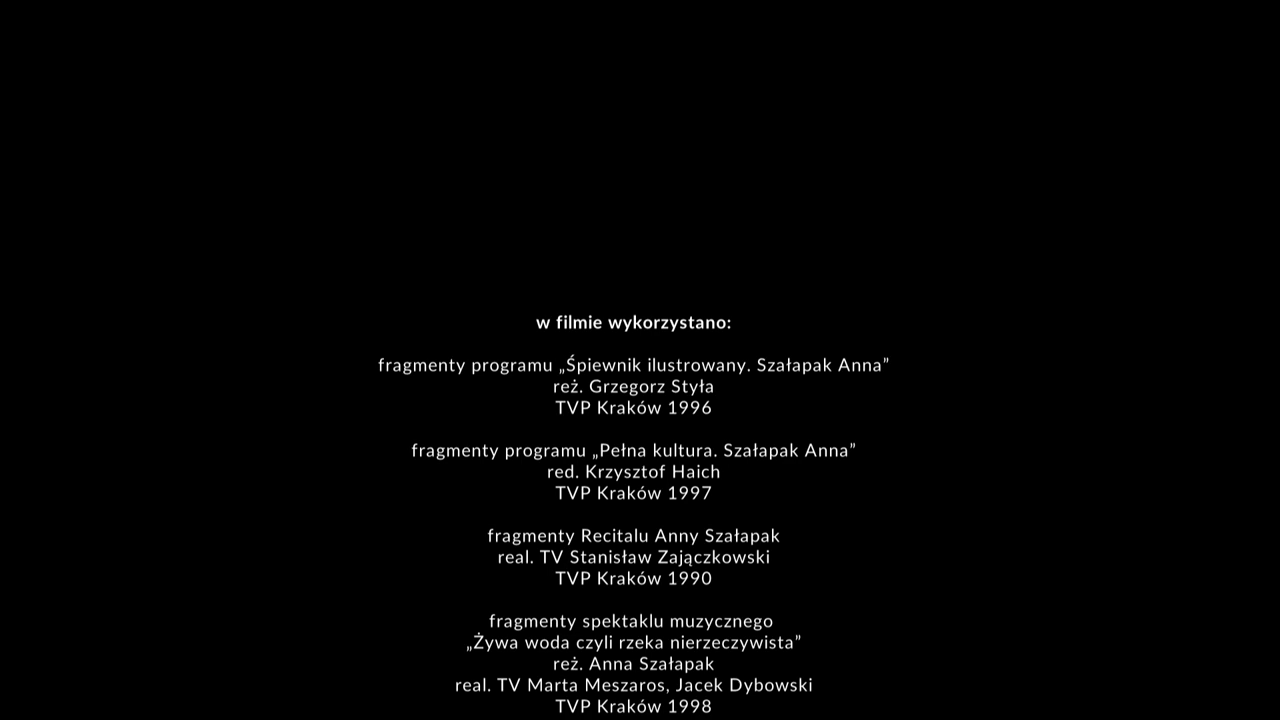 w filmie wykorzystano:
fragmenty programu „Śpiewnik ilustrowany. Szałapak Anna”
reż. Grzegorz Styła
TVP Kraków 1996
fragmenty programu „Pełna kultura. Szałapak Anna”
red. Krzysztof Haich
TVP Kraków 1997
fragmenty Recitalu Anny Szałapak
real. TV Stanisław Zajączkowski
TVP Kraków 1990
fragmenty spektaklu muzycznego
„Żywa woda czyli rzeka nierzeczywista”
reż. Anna Szałapak
real. TV Marta Meszaros, Jacek Dybowski
TVP Kraków 1998